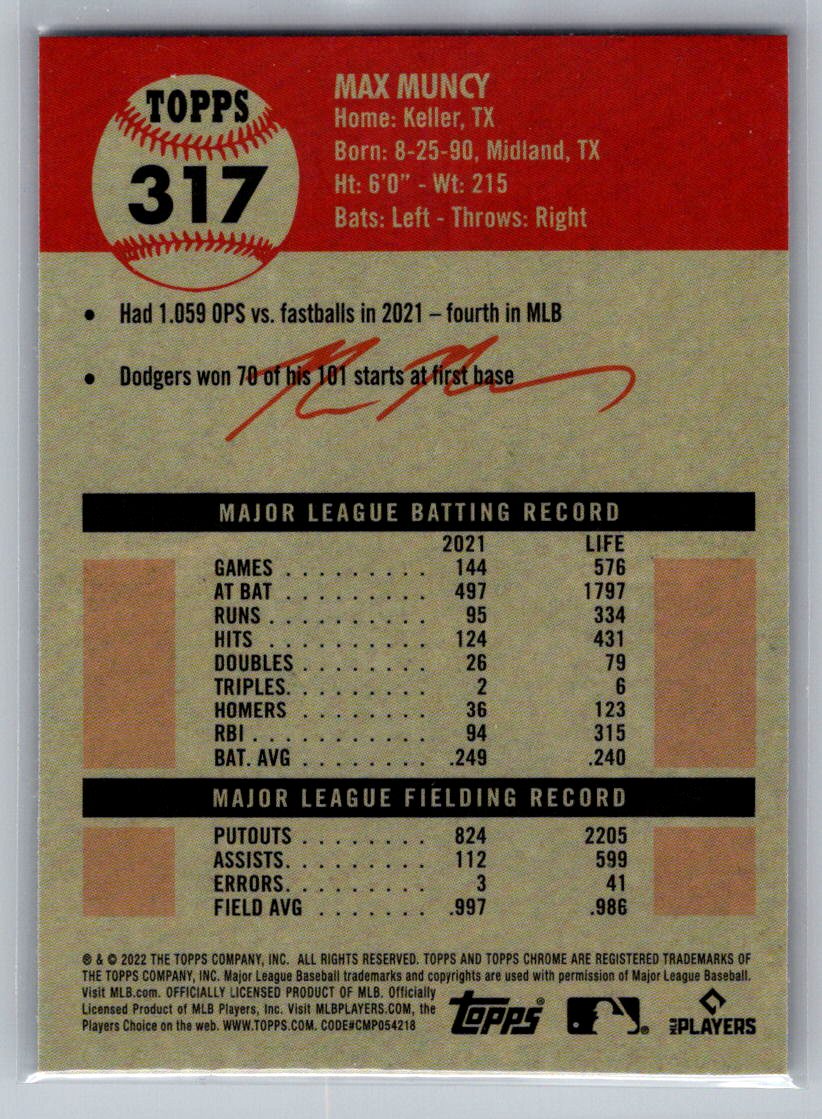 TOPPS
317
MAX MUNCY
Home: Keller, TX
Born: 8-25-90, Midland, TX
Ht: 6'0" - Wt: 215
Bats: Left - Throws: Right
• Had 1.059 OPS vs. fastballs in 2021 – fourth in MLB
• Dodgers won 70 of his 101 starts at first base
MAJOR LEAGUE BATTING RECORD
2021 LIFE
GAMES . . . . . . . . . 144 576
AT BAT . . . . . . . . . . 497 1797
RUNS . . . . . . . . . . 95 334
HITS . . . . . . . . . . 124 431
DOUBLES . . . . . . . . 26 79
TRIPLES. . . . . . . . . 2 6
HOMERS . . . . . . . . 36 123
RBI . . . . . . . . . . . 94 315
BAT. AVG . . . . . . . . .249 .240
MAJOR LEAGUE FIELDING RECORD
PUTOUTS . . . . . . . . 824 2205
ASSISTS. . . . . . . . . 112 599
ERRORS. . . . . . . . . 3 41
FIELD AVG . . . . . . . .997 .986
® & © 2022 THE TOPPS COMPANY, INC. ALL RIGHTS RESERVED. TOPPS AND TOPPS CHROME ARE REGISTERED TRADEMARKS OF
THE TOPPS COMPANY, INC. Major League Baseball trademarks and copyrights are used with permission of Major League Baseball.
Visit MLB.com. OFFICIALLY LICENSED PRODUCT OF MLB. Officially
Licensed Product of MLB Players, Inc. Visit MLBPLAYERS.COM, the
Players Choice on the web. WWW.TOPPS.COM. CODE#CMP054218
Topps®
®
MLB PLAYERS